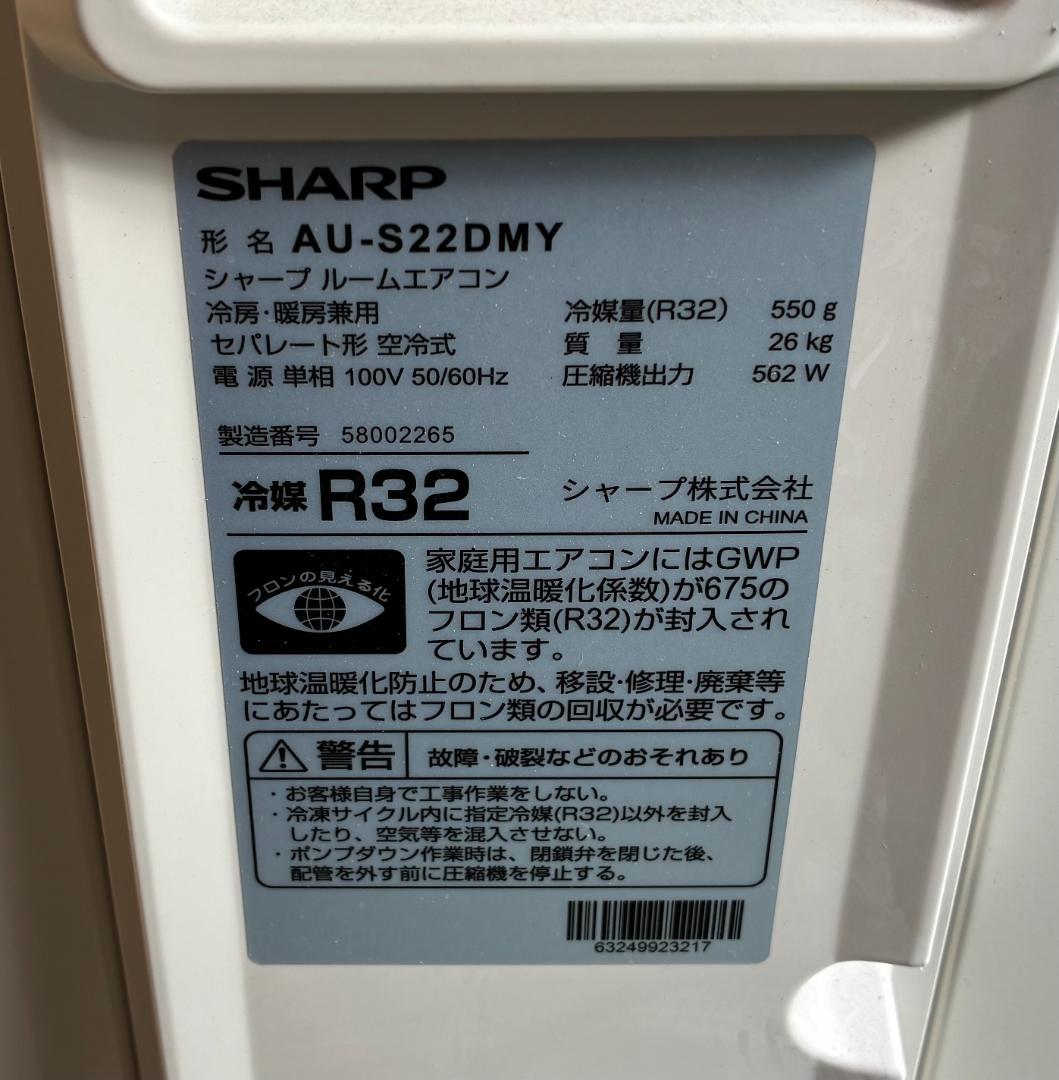 SHARP
形 名 AU-S22DMY
シャープ ルームエアコン
冷房・暖房兼用
セパレート形 空冷式
電 源 単相 100V 50/60Hz
冷媒量(R32) 550 g
質 量 26 kg
圧縮機出力 562 W
製造番号 58002265
冷媒 R32
シャープ株式会社
MADE IN CHINA
フロンの見える化
家庭用エアコンにはGWP
(地球温暖化係数)が675の
フロン類(R32)が封入され
ています。
地球温暖化防止のため、移設・修理・廃棄等
にあたってはフロン類の回収が必要です。
警告 故障・破裂などのおそれあり
・お客様自身で工事作業をしない。
・冷凍サイクル内に指定冷媒(R32)以外を封入
したり、空気等を混入させない。
・ポンプダウン作業時は、閉鎖弁を閉じた後、
配管を外す前に圧縮機を停止する。
63249923217